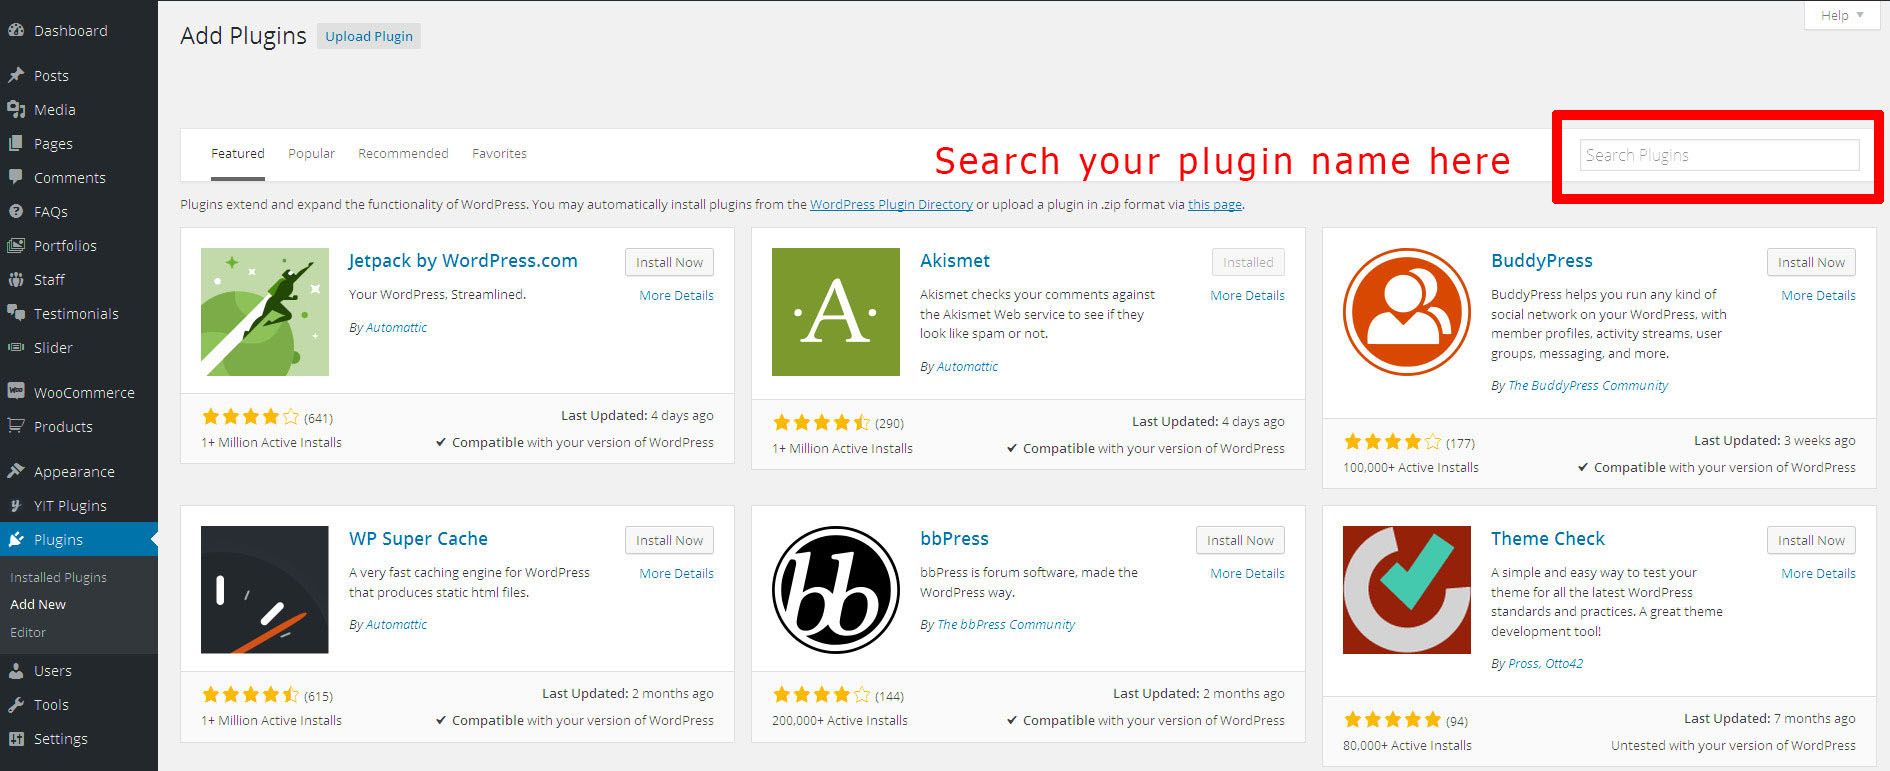 Help
Add Plugins Upload Plugin
Dashboard
Posts
Media
Pages
Comments
FAQs
Portfolios
Staff
Testimonials
Slider
WOO WooCommerce
Products
Appearance
y YIT Plugins
Plugins
Installed Plugins
Add New
Editor
Users
Tools
Settings
Featured Popular Recommended Favorites
Search your plugin name here
Search Plugins
Plugins extend and expand the functionality of WordPress. You may automatically install plugins from the WordPress Plugin Directory or upload a plugin in .zip format via this page.
Jetpack by WordPress.com
Install Now
Your WordPress, Streamlined.
More Details
By Automattic
(641)
Last Updated: 4 days ago
1+ Million Active Installs
✔ Compatible with your version of WordPress
·A·
Akismet
Installed
Akismet checks your comments against
the Akismet Web service to see if they
look like spam or not.
More Details
By Automattic
(290)
Last Updated: 4 days ago
1+ Million Active Installs
✔ Compatible with your version of WordPress
BuddyPress
Install Now
BuddyPress helps you run any kind of
social network on your WordPress, with
member profiles, activity streams, user
groups, messaging, and more.
More Details
By The BuddyPress Community
(177)
Last Updated: 3 weeks ago
100,000+ Active Installs
✔ Compatible with your version of WordPress
WP Super Cache
Install Now
A very fast caching engine for WordPress
that produces static html files.
More Details
By Automattic
(615)
Last Updated: 2 months ago
1+ Million Active Installs
✔ Compatible with your version of WordPress
bb
bbPress
Install Now
bbPress is forum software, made the
WordPress way.
More Details
By The bbPress Community
(144)
Last Updated: 2 months ago
200,000+ Active Installs
✔ Compatible with your version of WordPress
Theme Check
Install Now
A simple and easy way to test your
theme for all the latest WordPress
standards and practices. A great theme
development tool!
More Details
By Pross, Otto42
(94)
Last Updated: 7 months ago
80,000+ Active Installs
Untested with your version of WordPress